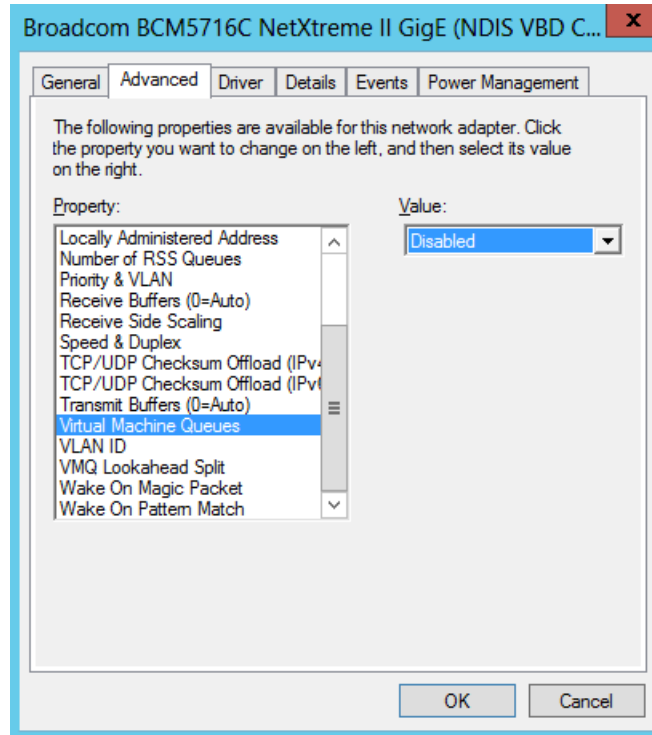 Broadcom BCM5716C NetXtreme II GigE (NDIS VBD C...
x
General Advanced Driver Details Events Power Management
The following properties are available for this network adapter. Click
the property you want to change on the left, and then select its value
on the right.
Property:
Value:
Locally Administered Address
Number of RSS Queues
Priority & VLAN
Receive Buffers (0=Auto)
Receive Side Scaling
Speed & Duplex
TCP/UDP Checksum Offload (IPv4
TCP/UDP Checksum Offload (IPv6
Transmit Buffers (0=Auto)
Virtual Machine Queues
VLAN ID
VMQ Lookahead Split
Wake On Magic Packet
Wake On Pattern Match
Disabled
OK Cancel